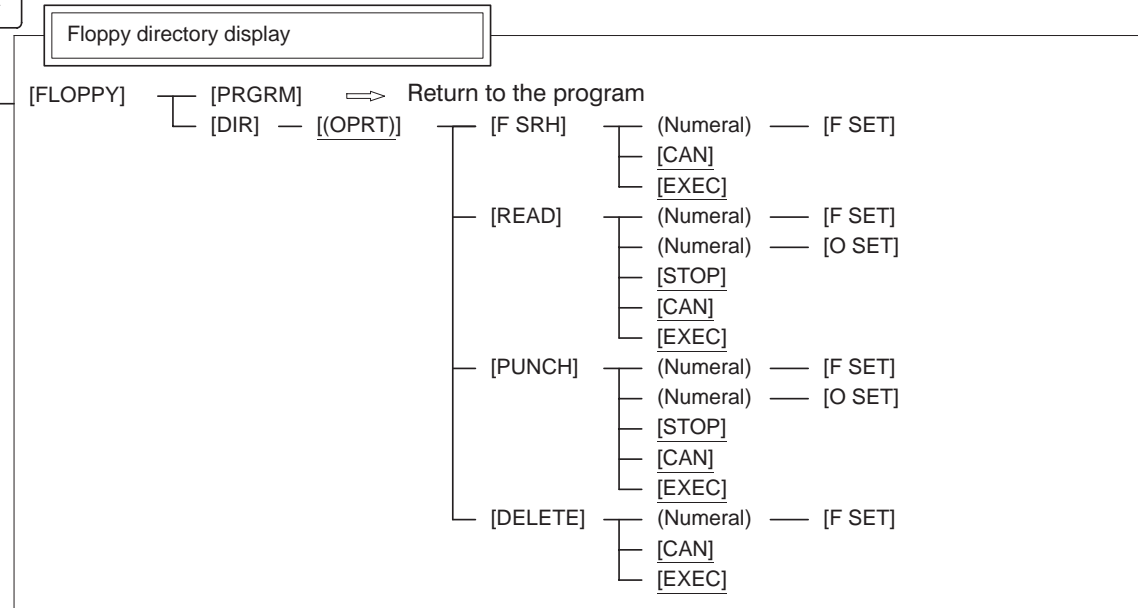 Floppy directory display
[FLOPPY] [PRGRM] Return to the program
[DIR] [(OPRT)] [F SRH] (Numeral) [F SET]
[CAN]
[EXEC]
[READ] (Numeral) [F SET]
(Numeral) [O SET]
[STOP]
[CAN]
[EXEC]
[PUNCH] (Numeral) [F SET]
(Numeral) [O SET]
[STOP]
[CAN]
[EXEC]
[DELETE] (Numeral) [F SET]
[CAN]
[EXEC]